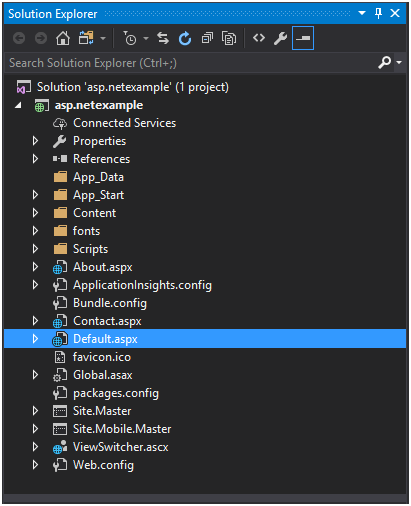 Solution Explorer
Search Solution Explorer (Ctrl+;)
Solution 'asp.netexample' (1 project)
asp.netexample
Connected Services
Properties
References
App_Data
App_Start
Content
fonts
Scripts
About.aspx
ApplicationInsights.config
Bundle.config
Contact.aspx
Default.aspx
favicon.ico
Global.asax
packages.config
Site.Master
Site.Mobile.Master
ViewSwitcher.ascx
Web.config